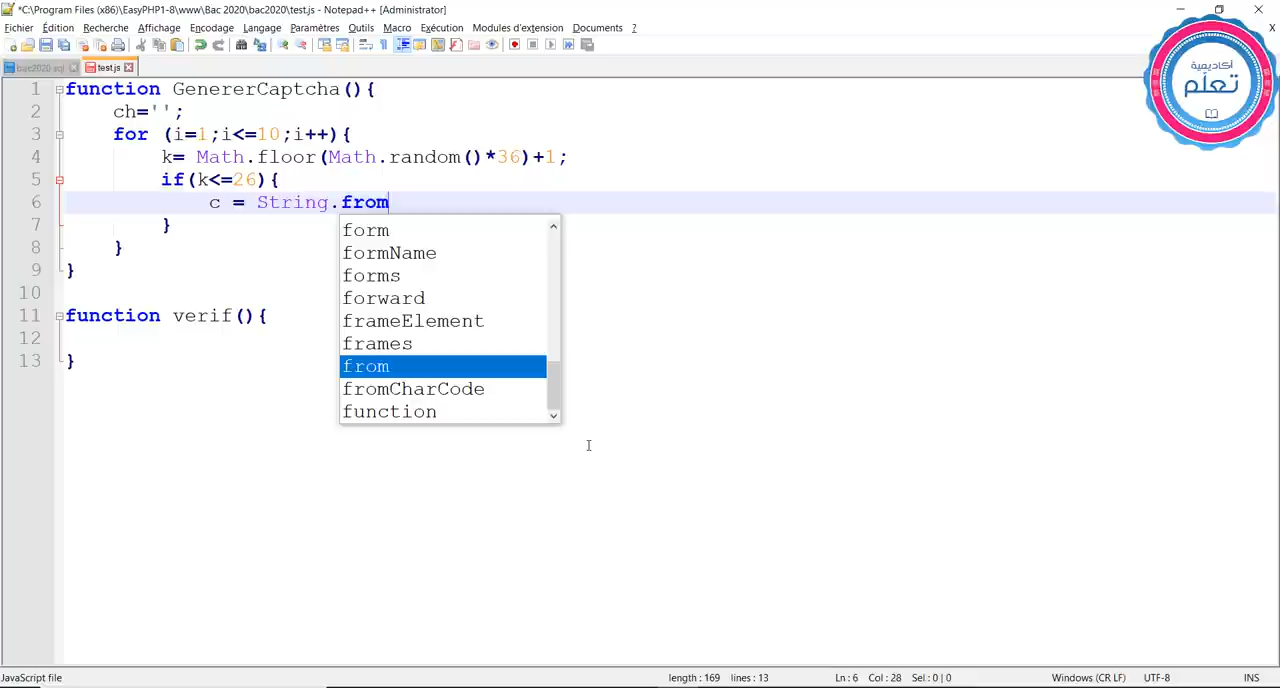 *C:\Program Files (x86)\EasyPHP1-8\www\Bac 2020\bac2020\test.js - Notepad++ [Administrator]
Fichier Édition Recherche Affichage Encodage Langage Paramètres Outils Macro Exécution Modules d'extension Documents ? X
bac2020.sql test.js
أكاديمية
تعلّم
1 function GenererCaptcha(){
2 ch='';
3 for (i=1;i<=10;i++){
4 k= Math.floor(Math.random()*36)+1;
5 if(k<=26){
6 c = String.from
7 }
8 }
9 }
10
11 function verif(){
12
13 }
form
formName
forms
forward
frameElement
frames
from
fromCharCode
function
JavaScript file length : 169 lines : 13 Ln : 6 Col : 28 Sel : 0 | 0 Windows (CR LF) UTF-8 INS